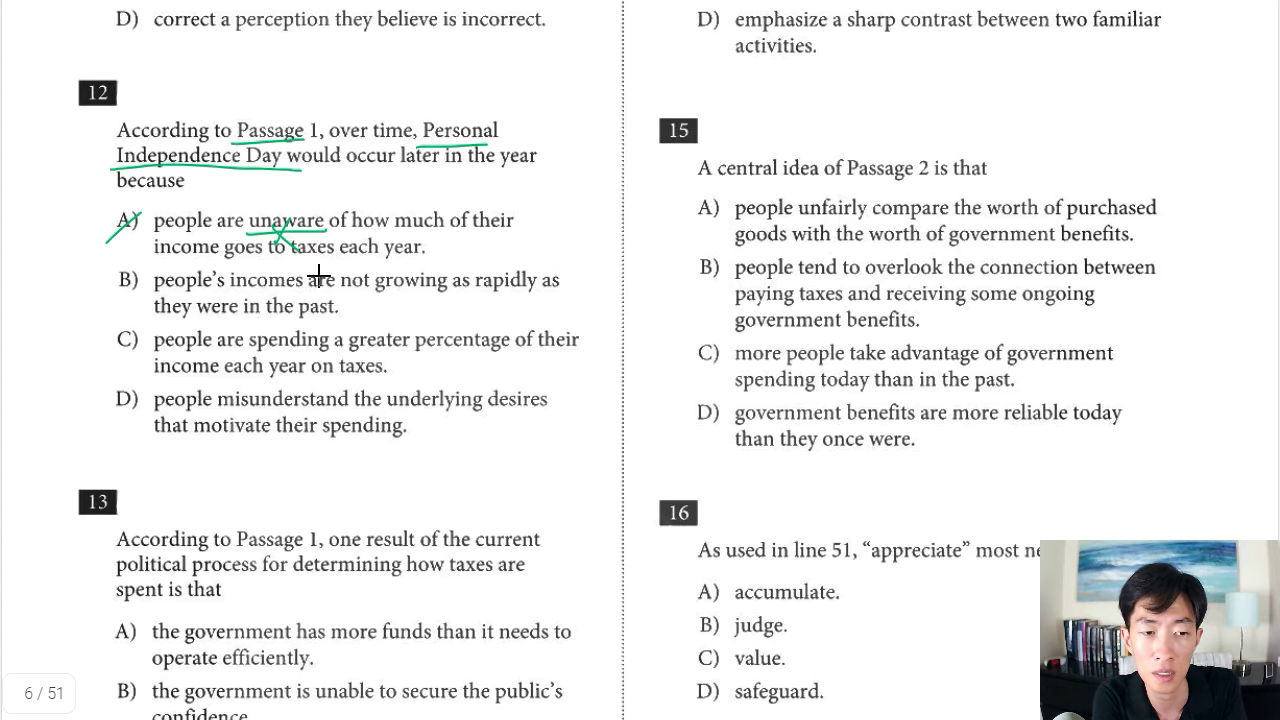 D) correct a perception they believe is incorrect.
12
According to Passage 1, over time, Personal
Independence Day would occur later in the year
because
A) people are unaware of how much of their
income goes to taxes each year.
B) people’s incomes are not growing as rapidly as
they were in the past.
C) people are spending a greater percentage of their
income each year on taxes.
D) people misunderstand the underlying desires
that motivate their spending.
13
According to Passage 1, one result of the current
political process for determining how taxes are
spent is that
A) the government has more funds than it needs to
operate efficiently.
B) the government is unable to secure the public’s
confidence
6 / 51
D) emphasize a sharp contrast between two familiar
activities.
15
A central idea of Passage 2 is that
A) people unfairly compare the worth of purchased
goods with the worth of government benefits.
B) people tend to overlook the connection between
paying taxes and receiving some ongoing
government benefits.
C) more people take advantage of government
spending today than in the past.
D) government benefits are more reliable today
than they once were.
16
As used in line 51, “appreciate” most
A) accumulate.
B) judge.
C) value.
D) safeguard.